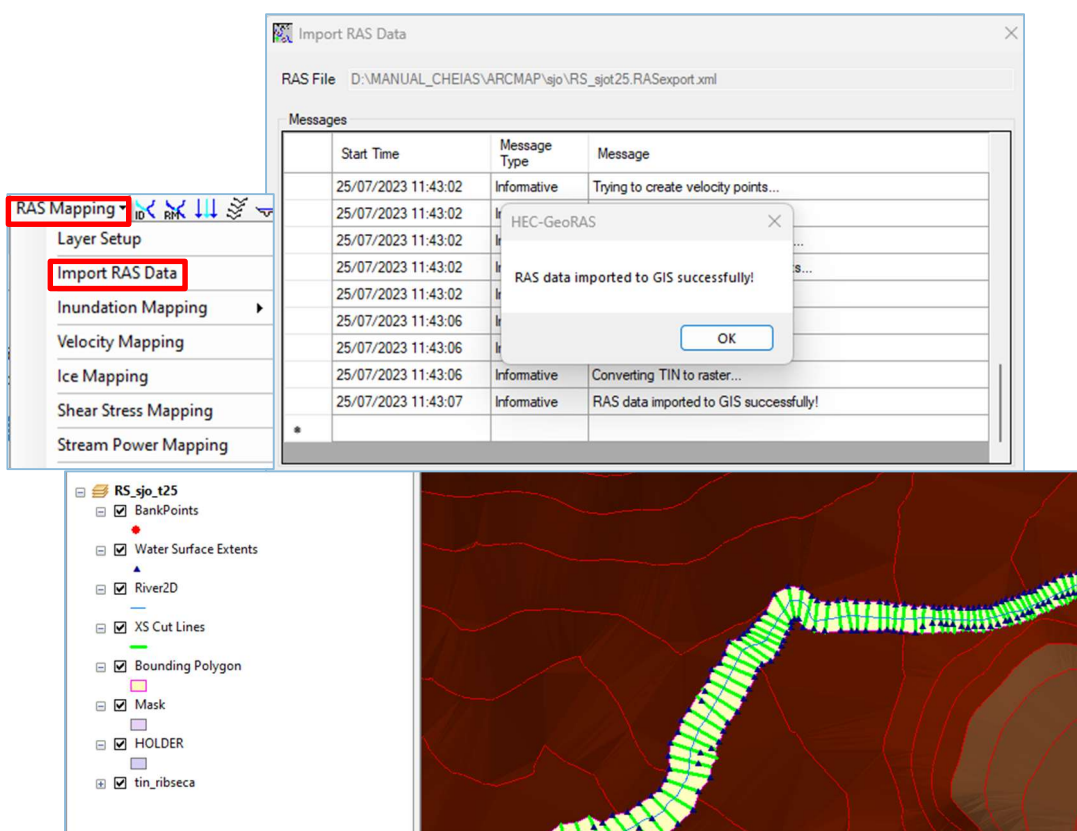 Import RAS Data
RAS File D:\MANUAL_CHEIAS\ARCMAP\sjo\RS_sjot25.RASexport.xml
Messages
Start Time Message Type Message
25/07/2023 11:43:02 Informative Trying to create velocity points...
25/07/2023 11:43:02
25/07/2023 11:43:02 ...
25/07/2023 11:43:02 s...
25/07/2023 11:43:02
25/07/2023 11:43:06
25/07/2023 11:43:06
25/07/2023 11:43:06 Informative Converting TIN to raster...
25/07/2023 11:43:07 Informative RAS data imported to GIS successfully!
HEC-GeoRAS
RAS data imported to GIS successfully!
OK
RAS Mapping ID RM
Layer Setup
Import RAS Data
Inundation Mapping
Velocity Mapping
Ice Mapping
Shear Stress Mapping
Stream Power Mapping
RS_sjo_t25
BankPoints
Water Surface Extents
River2D
XS Cut Lines
Bounding Polygon
Mask
HOLDER
tin_ribseca